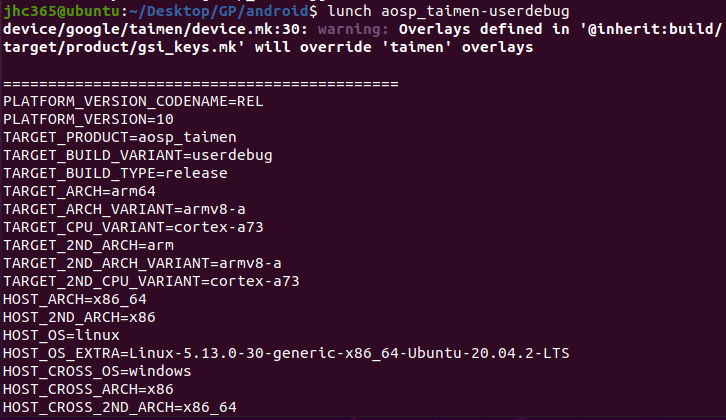 jhc365@ubuntu:~/Desktop/GP/android$ lunch aosp_taimen-userdebug
device/google/taimen/device.mk:30: warning: Overlays defined in '@inherit:build/
target/product/gsi_keys.mk' will override 'taimen' overlays
============================================
PLATFORM_VERSION_CODENAME=REL
PLATFORM_VERSION=10
TARGET_PRODUCT=aosp_taimen
TARGET_BUILD_VARIANT=userdebug
TARGET_BUILD_TYPE=release
TARGET_ARCH=arm64
TARGET_ARCH_VARIANT=armv8-a
TARGET_CPU_VARIANT=cortex-a73
TARGET_2ND_ARCH=arm
TARGET_2ND_ARCH_VARIANT=armv8-a
TARGET_2ND_CPU_VARIANT=cortex-a73
HOST_ARCH=x86_64
HOST_2ND_ARCH=x86
HOST_OS=linux
HOST_OS_EXTRA=Linux-5.13.0-30-generic-x86_64-Ubuntu-20.04.2-LTS
HOST_CROSS_OS=windows
HOST_CROSS_ARCH=x86
HOST_CROSS_2ND_ARCH=x86_64